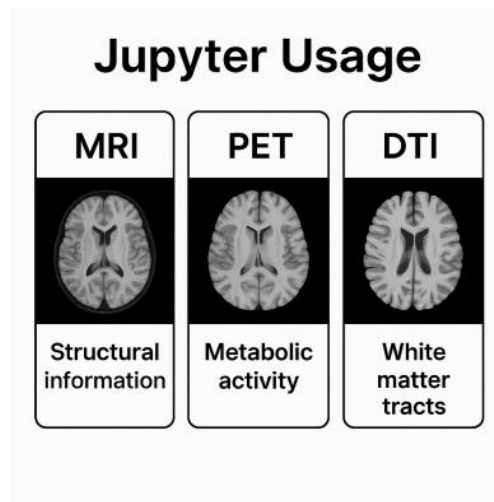 Jupyter Usage
MRI
PET
DTI
Structural
information
Metabolic
activity
White
matter
tracts